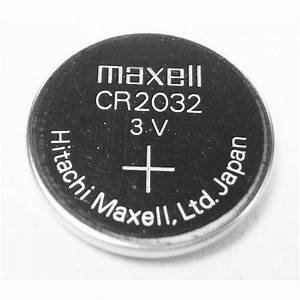 maxell
CR2032
3 V
+
Hitachi Maxell, Ltd. Japan